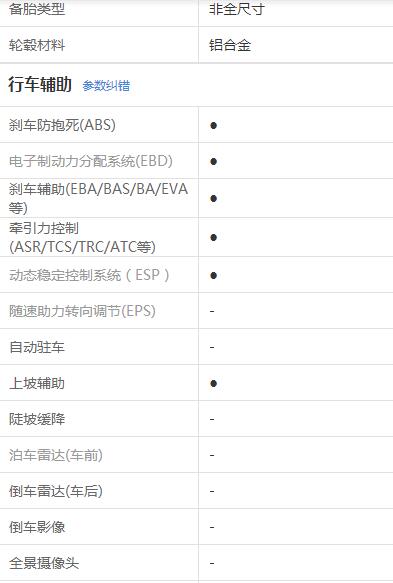 备胎类型 非全尺寸
轮毂材料 铝合金
行车辅助 参数纠错
刹车防抱死(ABS) ●
电子制动力分配系统(EBD) ●
刹车辅助(EBA/BAS/BA/EVA
等) ●
牵引力控制
(ASR/TCS/TRC/ATC等) ●
动态稳定控制系统（ESP） ●
随速助力转向调节(EPS) -
自动驻车 -
上坡辅助 ●
陡坡缓降 -
泊车雷达(车前) -
倒车雷达(车后) -
倒车影像 -
全景摄像头 -